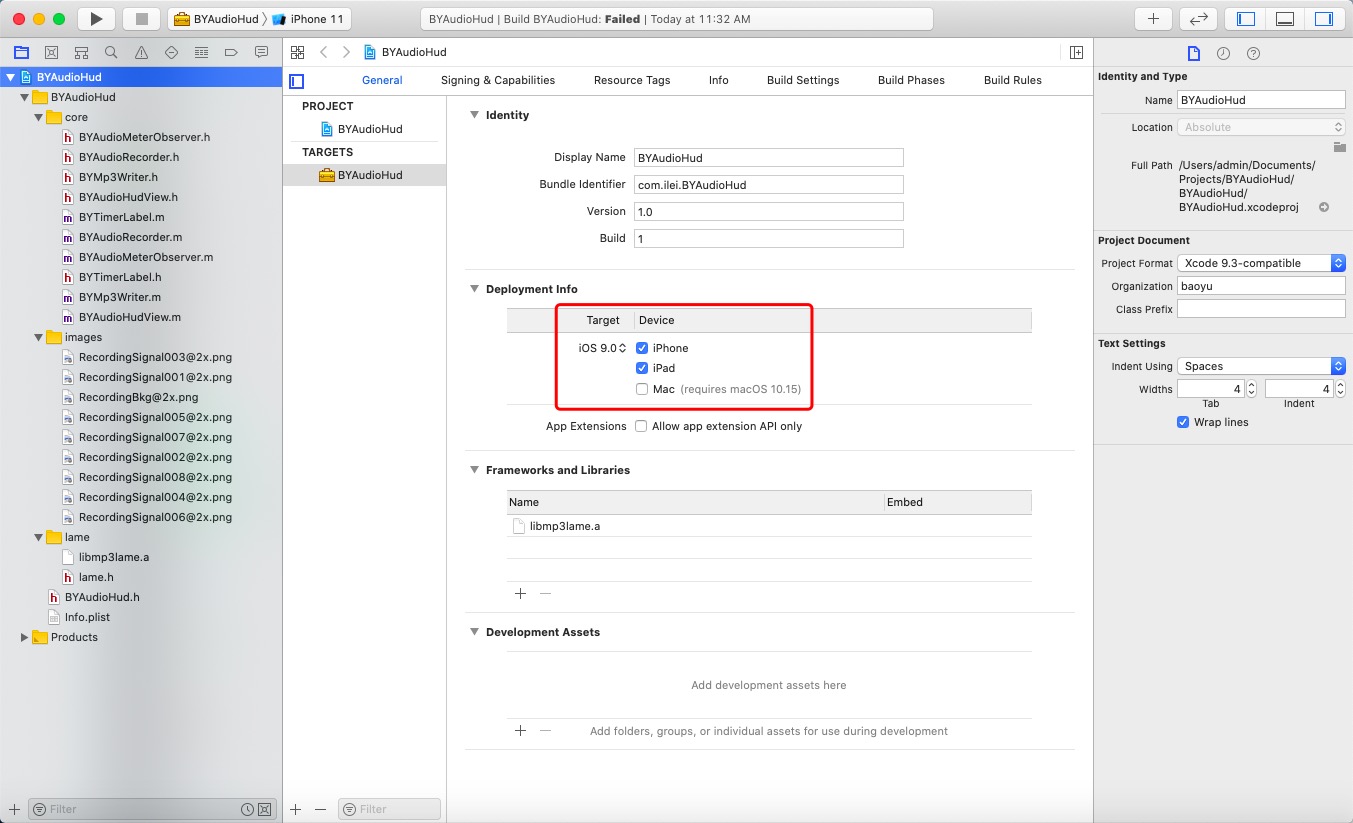 BYAudioHud
iPhone 11
BYAudioHud | Build BYAudioHud: Failed | Today at 11:32 AM
BYAudioHud
BYAudioHud
core
BYAudioMeterObserver.h
BYAudioRecorder.h
BYMp3Writer.h
BYAudioHudView.h
BYTimerLabel.m
BYAudioRecorder.m
BYAudioMeterObserver.m
BYTimerLabel.h
BYMp3Writer.m
BYAudioHudView.m
images
RecordingSignal003@2x.png
RecordingSignal001@2x.png
RecordingBkg@2x.png
RecordingSignal005@2x.png
RecordingSignal007@2x.png
RecordingSignal002@2x.png
RecordingSignal008@2x.png
RecordingSignal004@2x.png
RecordingSignal006@2x.png
lame
libmp3lame.a
lame.h
BYAudioHud.h
Info.plist
Products
Filter
BYAudioHud
General Signing & Capabilities Resource Tags Info Build Settings Build Phases Build Rules
PROJECT
BYAudioHud
TARGETS
BYAudioHud
Filter
Identity
Display Name BYAudioHud
Bundle Identifier com.ilei.BYAudioHud
Version 1.0
Build 1
Deployment Info
Target Device
iOS 9.0 iPhone
iPad
Mac (requires macOS 10.15)
App Extensions Allow app extension API only
Frameworks and Libraries
Name Embed
libmp3lame.a
Development Assets
Add development assets here
Add folders, groups, or individual assets for use during development
Identity and Type
Name BYAudioHud
Location Absolute
Full Path /Users/admin/Documents/
Projects/BYAudioHud/
BYAudioHud/
BYAudioHud.xcodeproj
Project Document
Project Format Xcode 9.3-compatible
Organization baoyu
Class Prefix
Text Settings
Indent Using Spaces
Widths 4 4
Tab Indent
Wrap lines